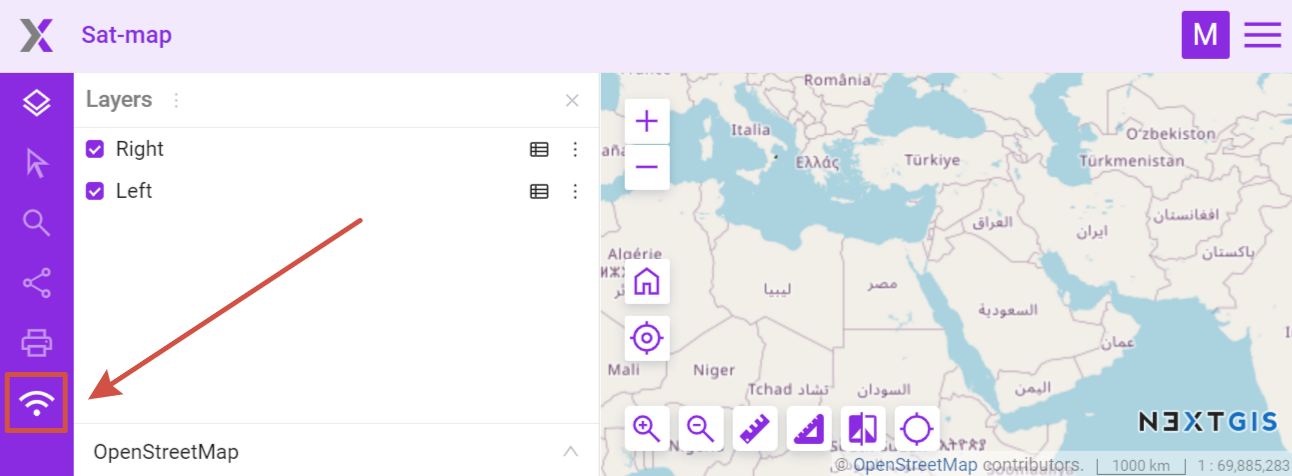 Sat-map
M
Layers
Right
Left
OpenStreetMap
România
Italia
Ελλάς
Türkiye
Oʻzbekiston
Türkmenistan
افغانستان
العراق
ایران
پاکستان
Algérie
ليبيا
مصر
السعودية
عمان
Mali
Niger
Tchad تشاد
السودان
اليمن
NEXTGIS
© OpenStreetMap contributors.
1000 km
1 : 69,885,283